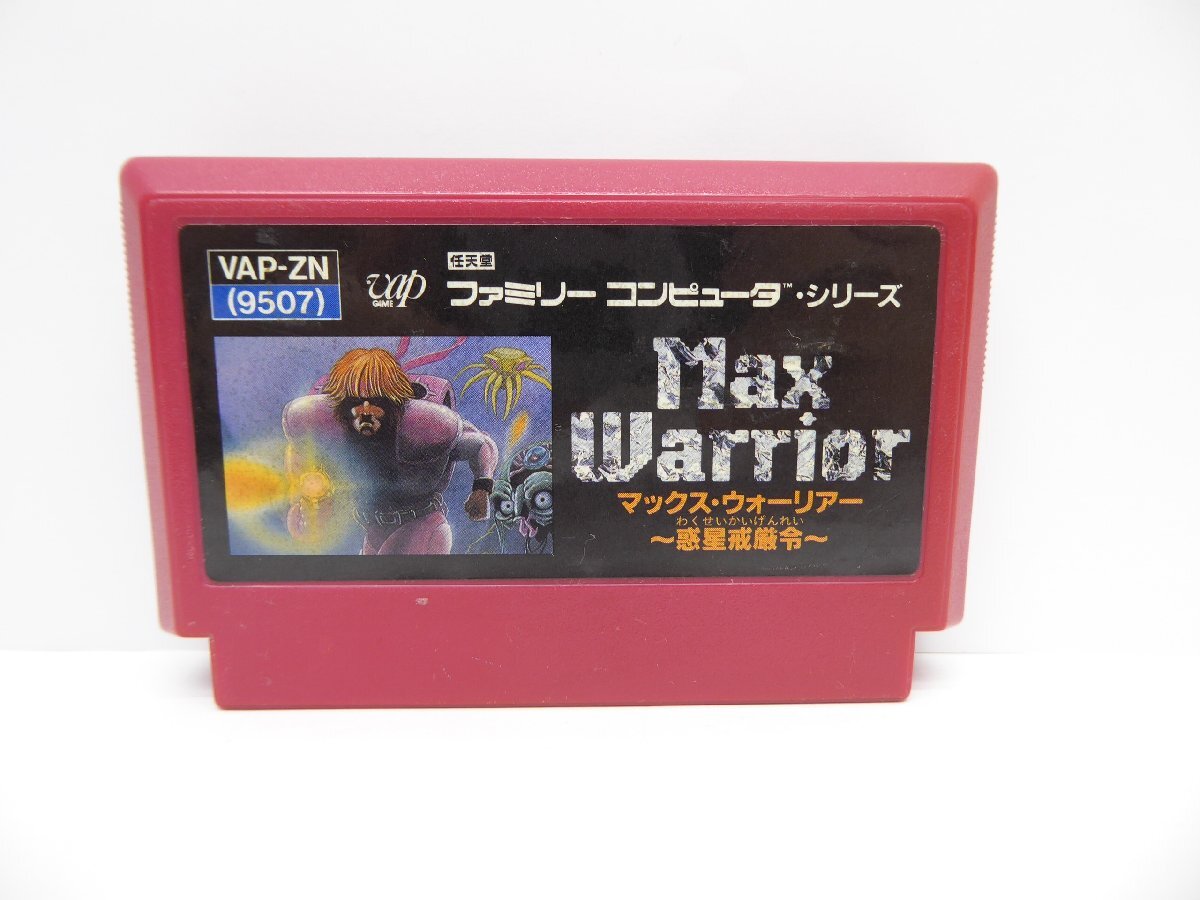 VAP-ZN
(9507)
vap
GAME
任天堂
ファミリー コンピュータ™・シリーズ
Max
Warrior
マックス・ウォーリアー
わくせいかいげんれい
〜惑星戒厳令〜